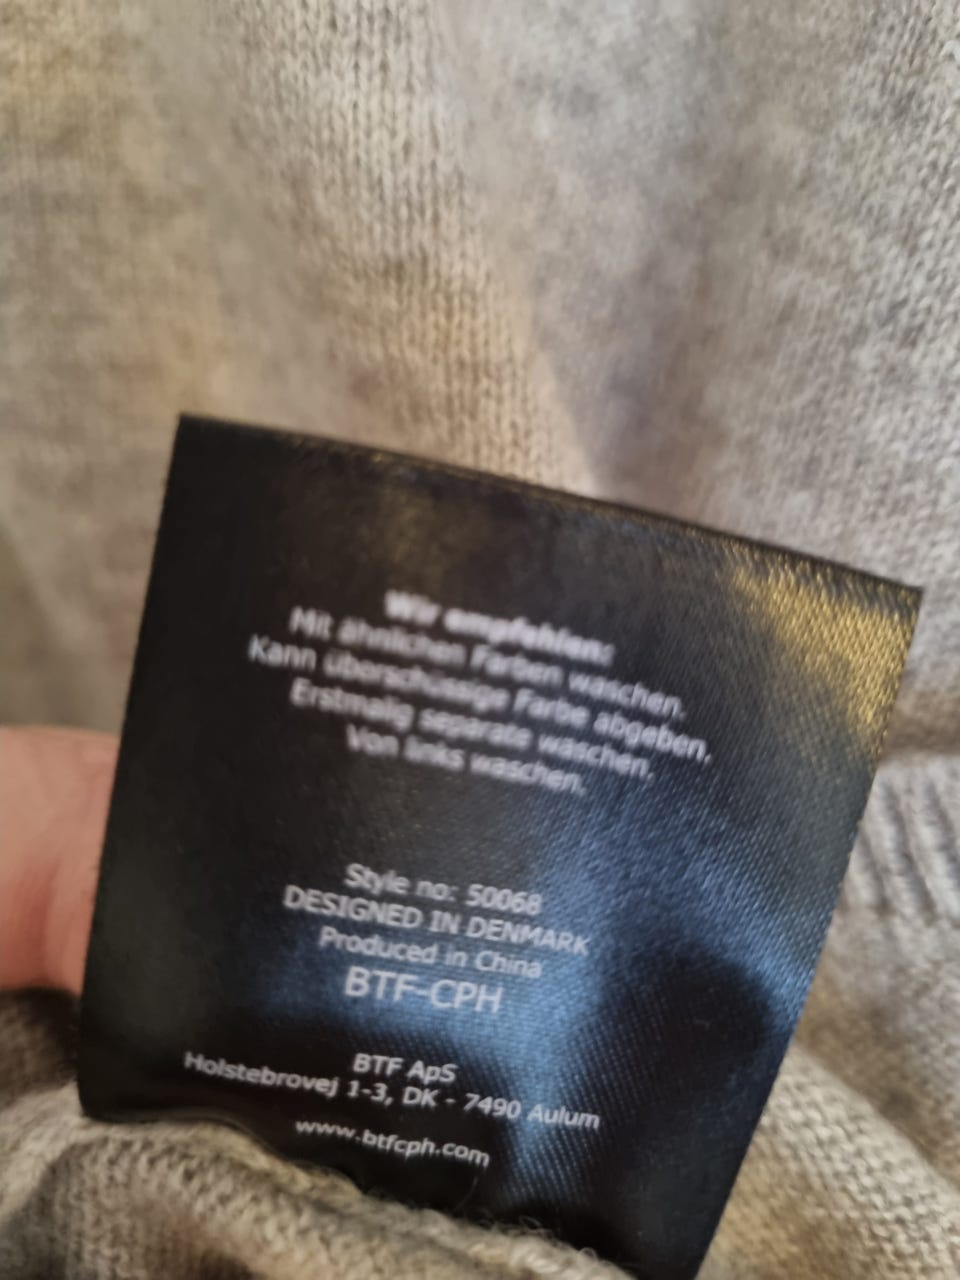 Wir empfehlen:
Mit ähnlichen Farben waschen.
Kann überschüssige Farbe abgeben.
Erstmalig separate waschen.
Von links waschen.
Style no: 50068
DESIGNED IN DENMARK
Produced in China
BTF-CPH
BTF ApS
Holstebrovej 1-3, DK - 7490 Aulum
www.btfcph.com